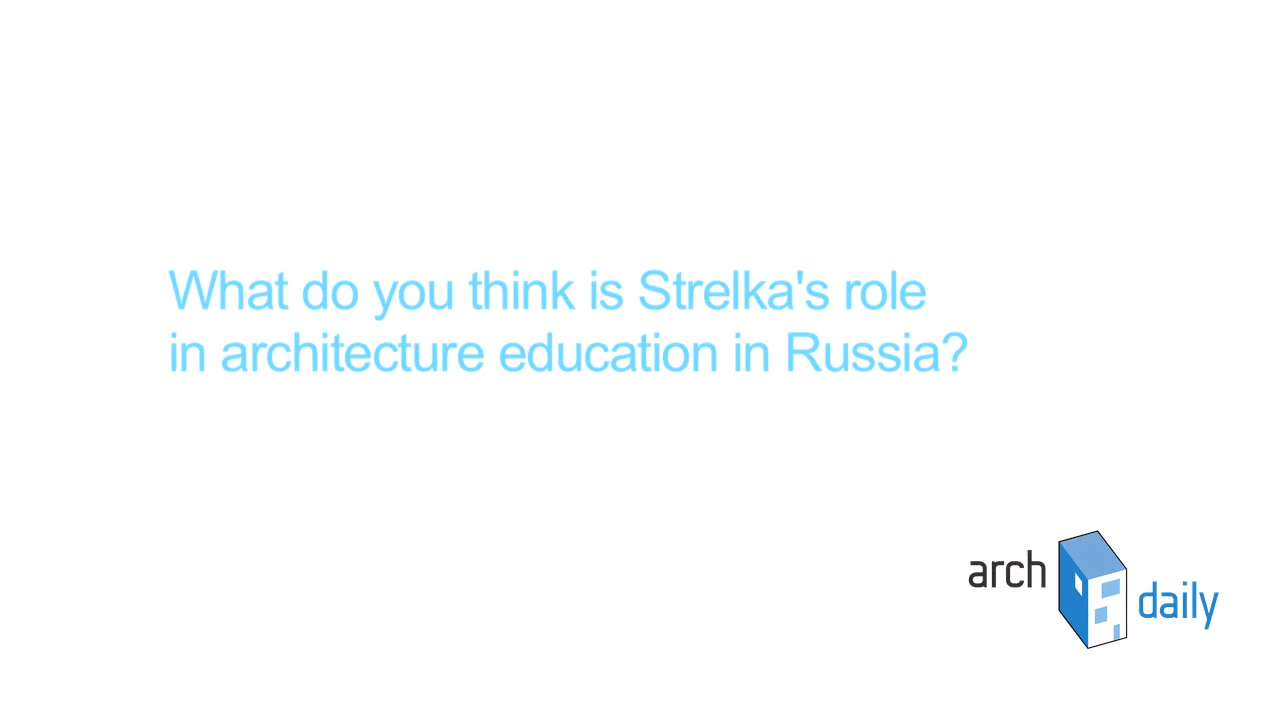 What do you think is Strelka's role
in architecture education in Russia?
arch daily